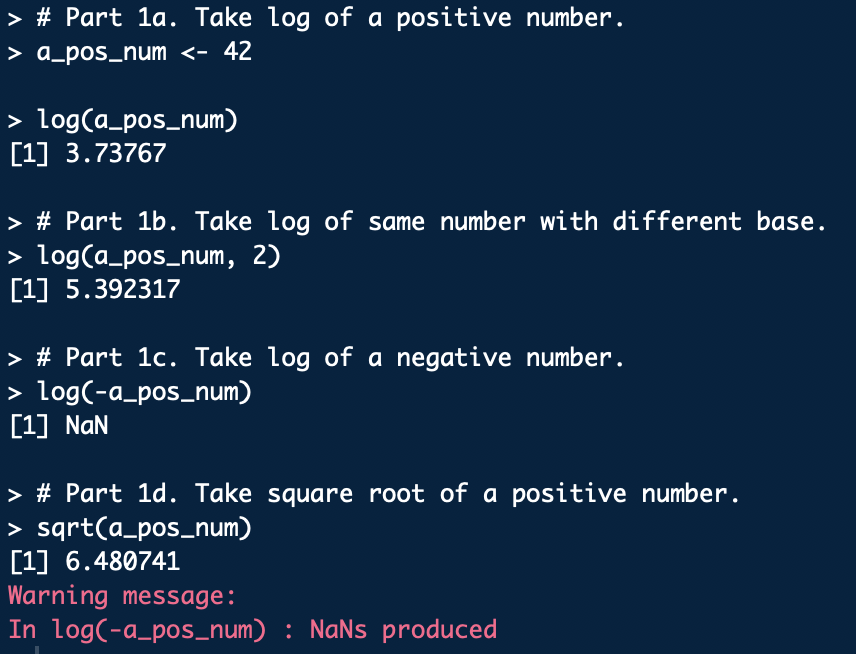 > # Part 1a. Take log of a positive number.
> a_pos_num <- 42
> log(a_pos_num)
[1] 3.73767
> # Part 1b. Take log of same number with different base.
> log(a_pos_num, 2)
[1] 5.392317
> # Part 1c. Take log of a negative number.
> log(-a_pos_num)
[1] NaN
> # Part 1d. Take square root of a positive number.
> sqrt(a_pos_num)
[1] 6.480741
Warning message:
In log(-a_pos_num) : NaNs produced